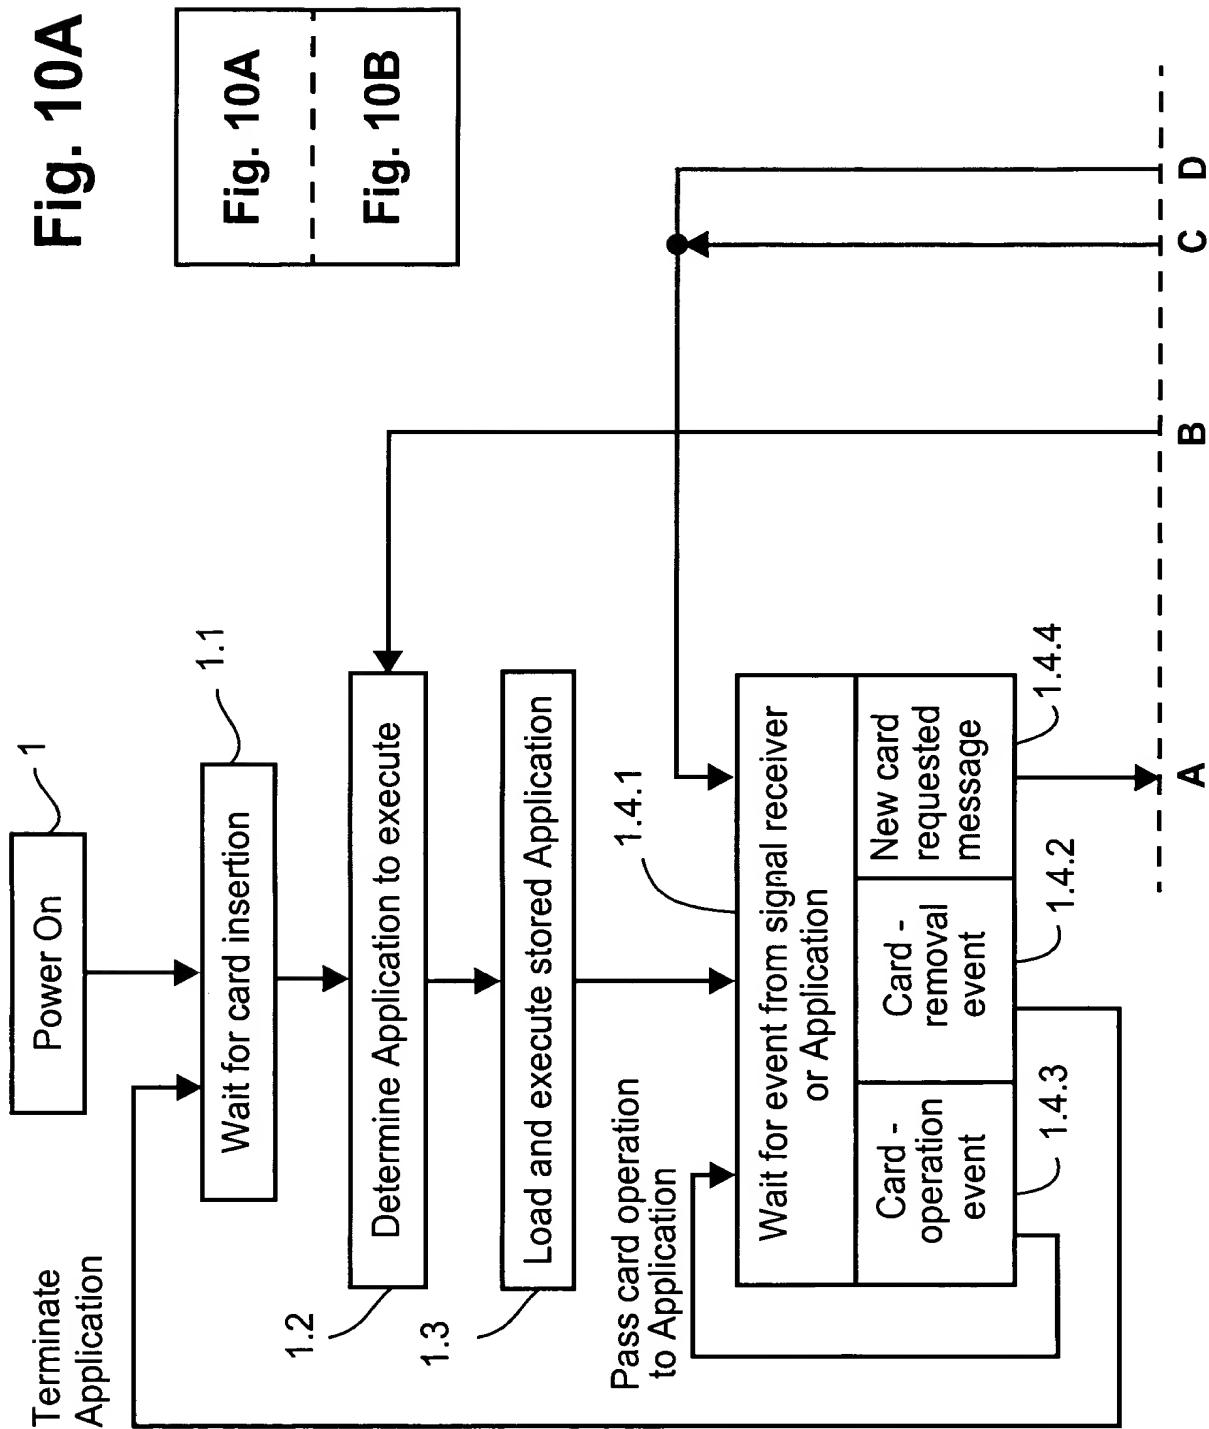 Fig. 10A
Fig. 10A
Fig. 10B
Terminate
Application
Power On
1
Wait for card insertion
1.1
Determine Application to execute
1.2
Load and execute stored Application
1.3
Pass card operation
to Application
Wait for event from signal receiver
or Application
1.4.1
Card -
operation
event
1.4.3
Card -
removal
event
1.4.2
New card
requested
message
1.4.4
A
B
C
D